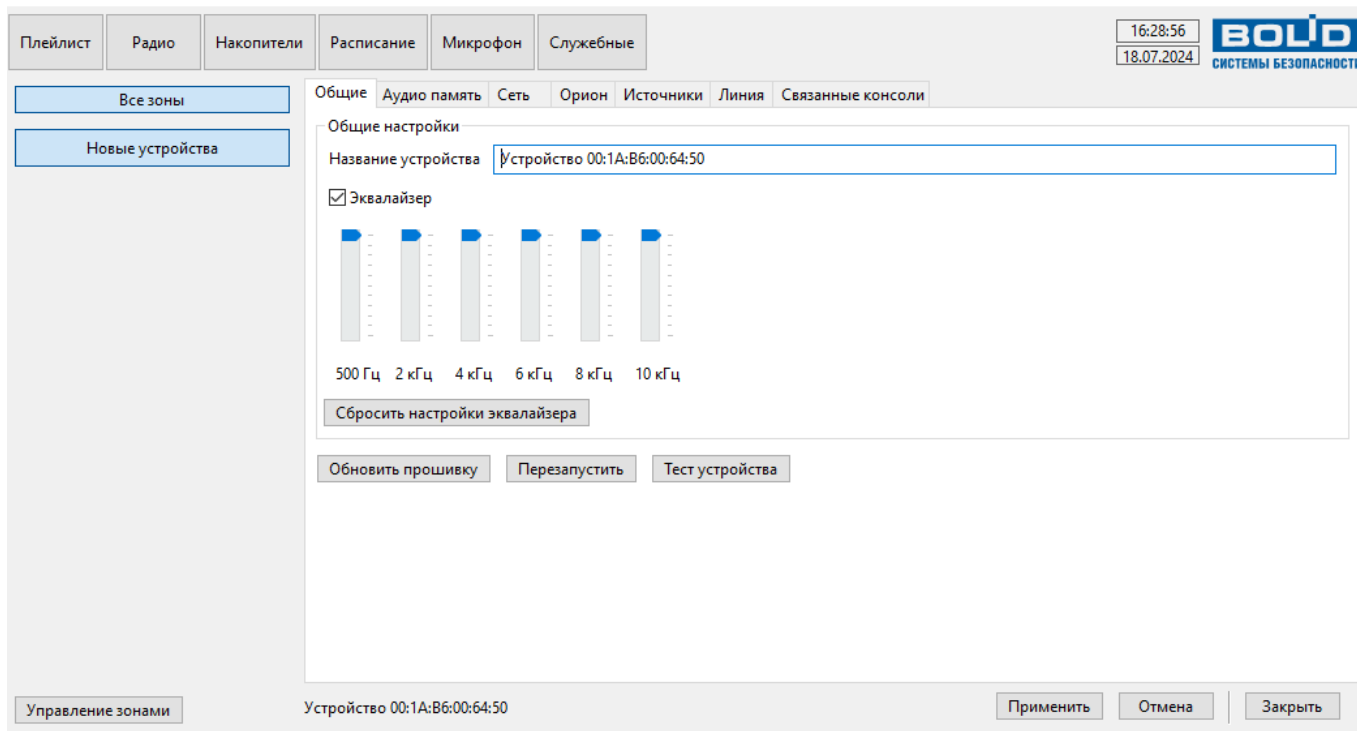 Плейлист Радио Накопители Расписание Микрофон Служебные
16:28:56
18.07.2024
BOLID
СИСТЕМЫ БЕЗОПАСНОСТИ
Все зоны
Новые устройства
Общие Аудио память Сеть Орион Источники Линия Связанные консоли
Общие настройки
Название устройства Устройство 00:1A:B6:00:64:50
Эквалайзер
500 Гц 2 кГц 4 кГц 6 кГц 8 кГц 10 кГц
Сбросить настройки эквалайзера
Обновить прошивку Перезапустить Тест устройства
Управление зонами Устройство 00:1A:B6:00:64:50 Применить Отмена Закрыть